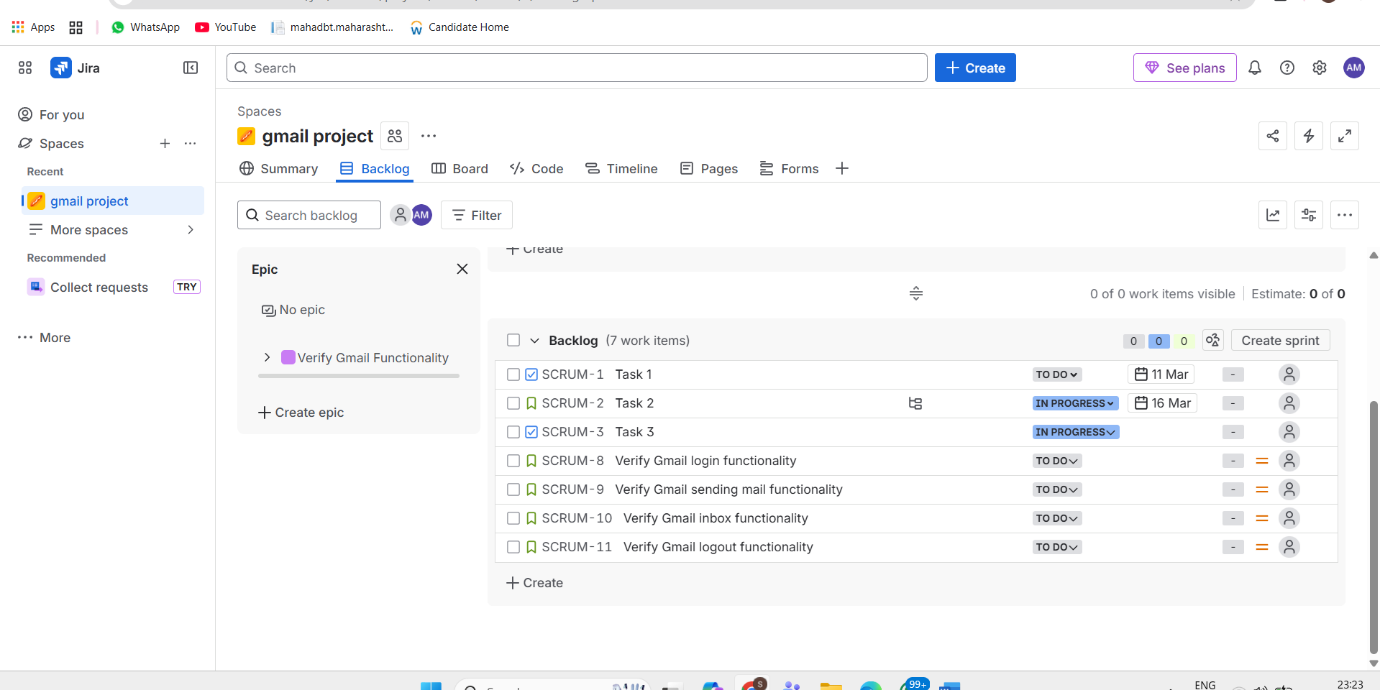 Apps
WhatsApp
YouTube
mahadbt.maharasht...
Candidate Home
Jira
Search
Create
See plans
AM
For you
Spaces
Recent
gmail project
More spaces
Recommended
Collect requests TRY
More
Spaces
gmail project
Summary
Backlog
Board
Code
Timeline
Pages
Forms
Search backlog
AM
Filter
Epic
No epic
Verify Gmail Functionality
Create epic
Create
0 of 0 work items visible
Estimate: 0 of 0
Backlog (7 work items)
0 0 0
Create sprint
SCRUM-1 Task 1 TO DO 11 Mar -
SCRUM-2 Task 2 IN PROGRESS 16 Mar -
SCRUM-3 Task 3 IN PROGRESS -
SCRUM-8 Verify Gmail login functionality TO DO -
SCRUM-9 Verify Gmail sending mail functionality TO DO -
SCRUM-10 Verify Gmail inbox functionality TO DO -
SCRUM-11 Verify Gmail logout functionality TO DO -
Create
S
99+
ENG
23:23